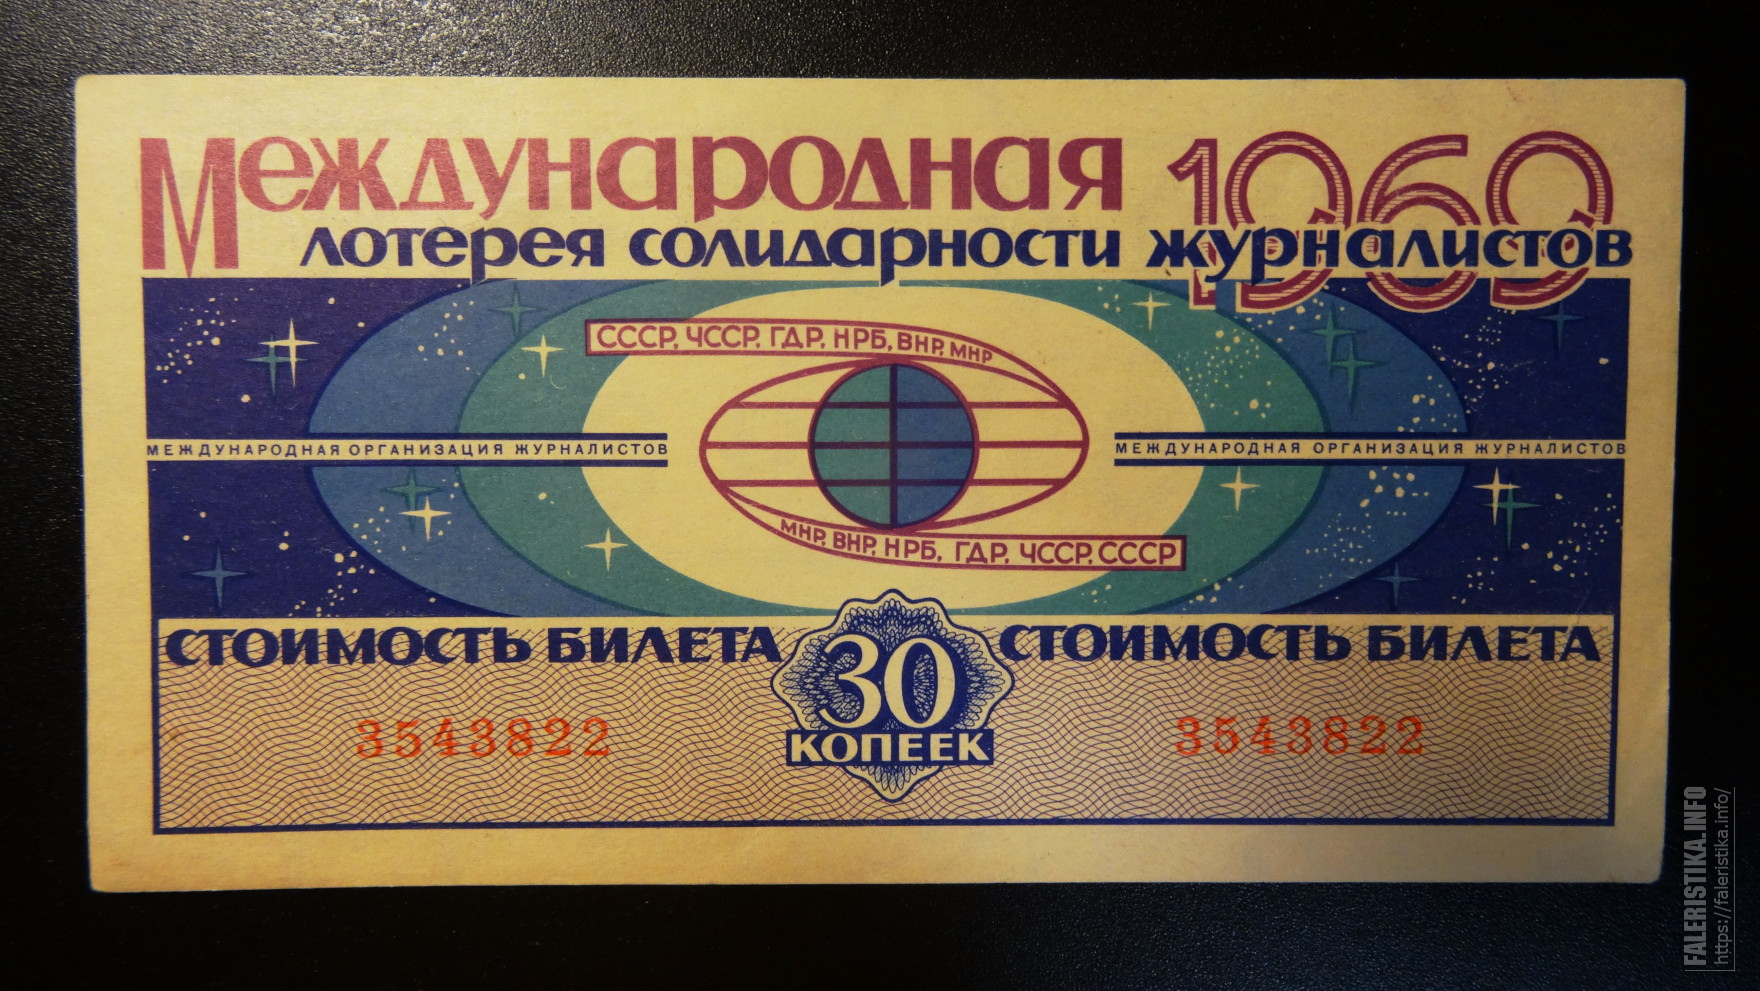 Международная 1969
лотерея солидарности журналистов
СССР, ЧССР, ГДР, НРБ, ВНР, МНР
МЕЖДУНАРОДНАЯ ОРГАНИЗАЦИЯ ЖУРНАЛИСТОВ
МЕЖДУНАРОДНАЯ ОРГАНИЗАЦИЯ ЖУРНАЛИСТОВ
МНР, ВНР, НРБ, ГДР, ЧССР, СССР
СТОИМОСТЬ БИЛЕТА
30
КОПЕЕК
СТОИМОСТЬ БИЛЕТА
3543822
3543822
FALERISTIKA.INFO
https://faleristika.info/